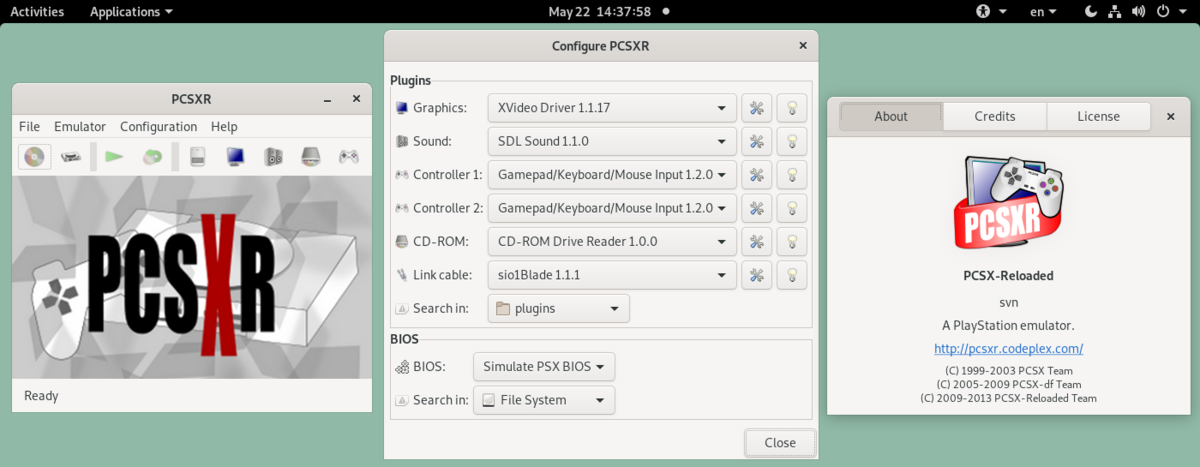 Activities Applications May 22 14:37:58 en
PCSXR
File Emulator Configuration Help
PCSXR
Ready
Configure PCSXR
Plugins
Graphics: XVideo Driver 1.1.17
Sound: SDL Sound 1.1.0
Controller 1: Gamepad/Keyboard/Mouse Input 1.2.0
Controller 2: Gamepad/Keyboard/Mouse Input 1.2.0
CD-ROM: CD-ROM Drive Reader 1.0.0
Link cable: sio1Blade 1.1.1
Search in: plugins
BIOS
BIOS: Simulate PSX BIOS
Search in: File System
Close
About Credits License
PCSXR
PCSX-Reloaded
svn
A PlayStation emulator.
http://pcsxr.codeplex.com/
(C) 1999-2003 PCSX Team
(C) 2005-2009 PCSX-df Team
(C) 2009-2013 PCSX-Reloaded Team